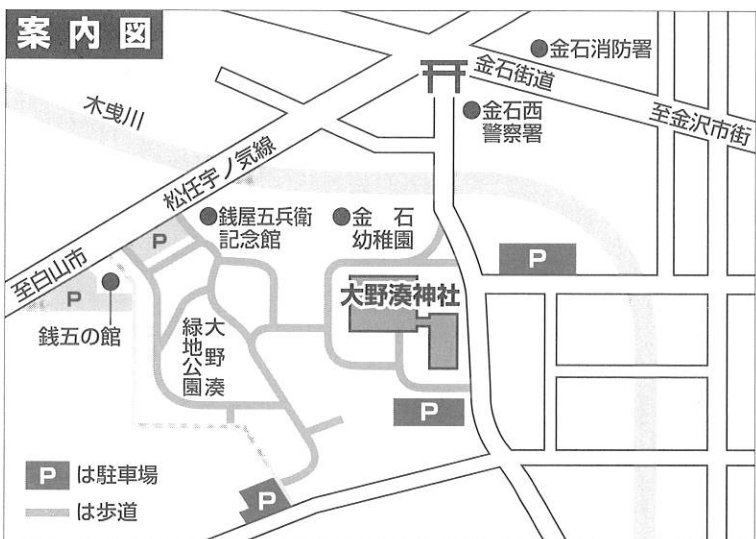 案内図
金石消防署
金石街道
至金沢市街
金石西
警察署
木曳川
松任宇ノ気線
至白山市
P
P
銭五の館
銭屋五兵衛
記念館
金石
幼稚園
P
大野湊神社
大野湊
緑地公園
P
P
P は駐車場
は歩道